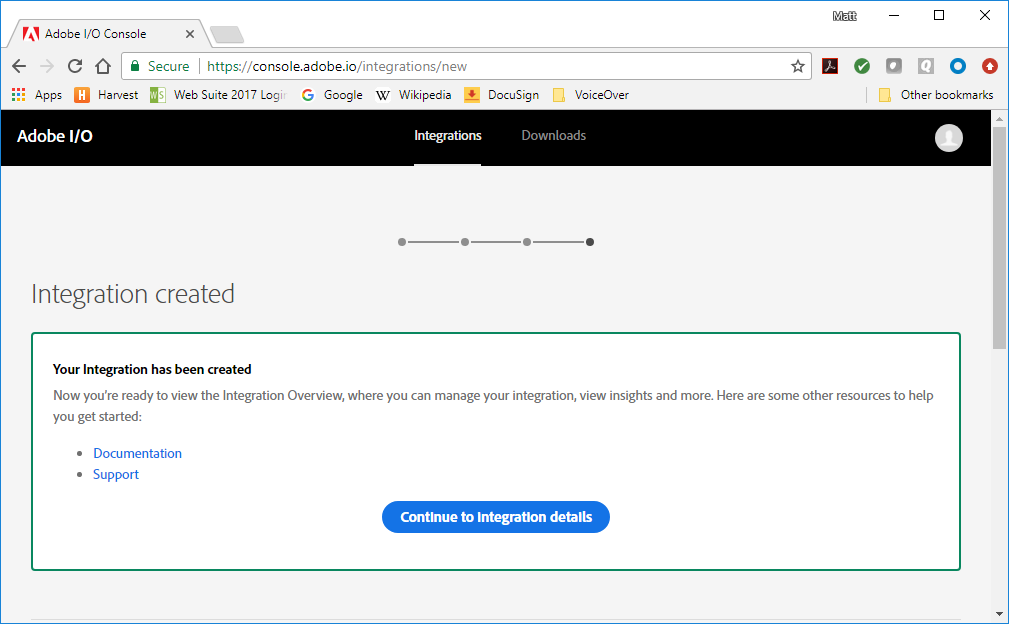 Matt
Adobe I/O Console
Secure https://console.adobe.io/integrations/new
Apps Harvest Web Suite 2017 Logi Google Wikipedia DocuSign VoiceOver Other bookmarks
Adobe I/O Integrations Downloads
Integration created
Your Integration has been created
Now you're ready to view the Integration Overview, where you can manage your integration, view insights and more. Here are some other resources to help
you get started:
Documentation
Support
Continue to integration details